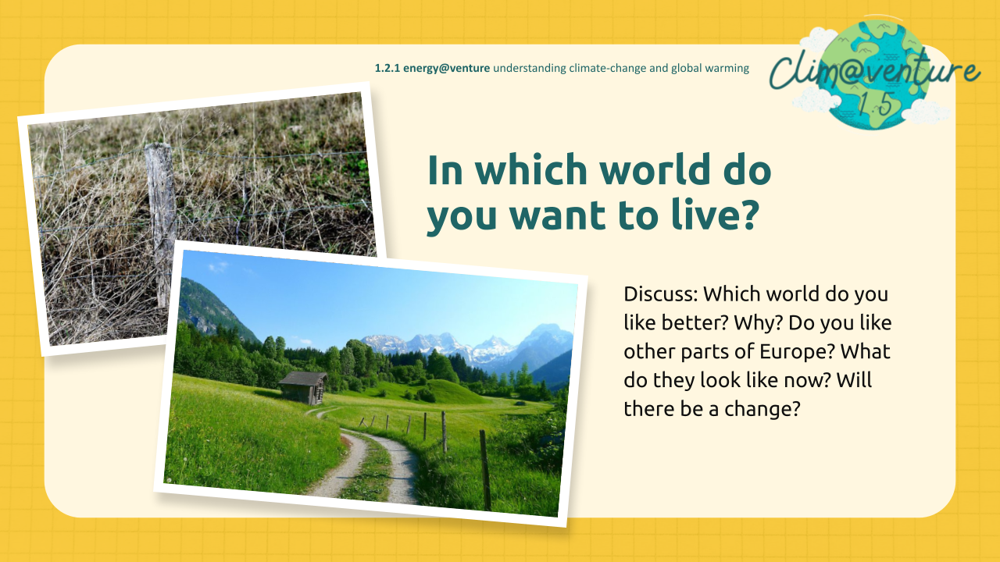 1.2.1 energy@venture understanding climate-change and global warming
Clim@venture
1.5
In which world do
you want to live?
Discuss: Which world do you
like better? Why? Do you like
other parts of Europe? What
do they look like now? Will
there be a change?